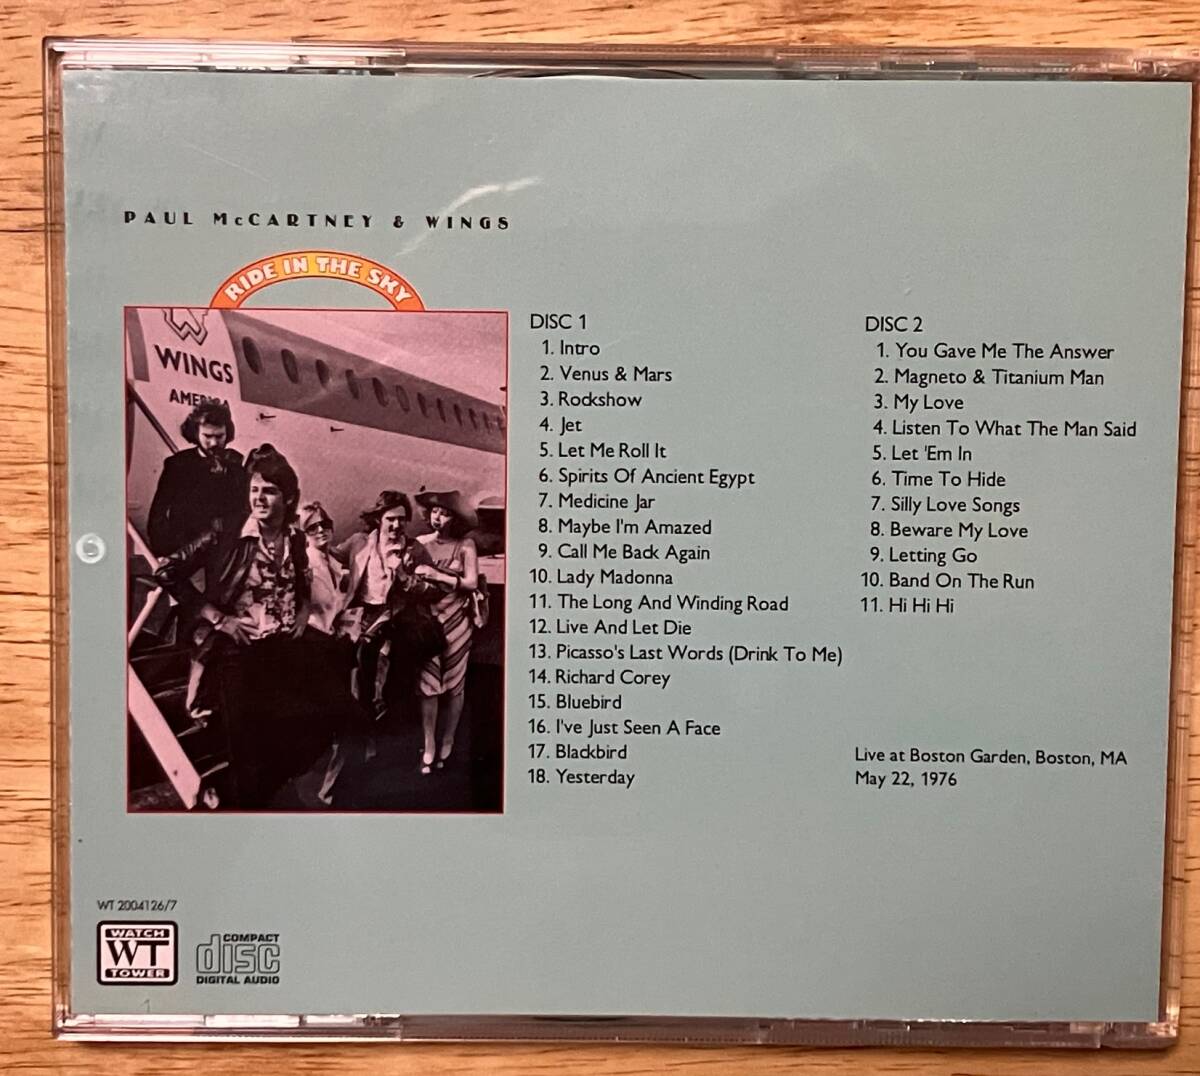 PAUL McCARTNEY & WINGS
RIDE IN THE SKY
W
WINGS
AMERICA
DISC 1
1. Intro
2. Venus & Mars
3. Rockshow
4. Jet
5. Let Me Roll It
6. Spirits Of Ancient Egypt
7. Medicine Jar
8. Maybe I'm Amazed
9. Call Me Back Again
10. Lady Madonna
11. The Long And Winding Road
12. Live And Let Die
13. Picasso's Last Words (Drink To Me)
14. Richard Corey
15. Bluebird
16. I've Just Seen A Face
17. Blackbird
18. Yesterday
DISC 2
1. You Gave Me The Answer
2. Magneto & Titanium Man
3. My Love
4. Listen To What The Man Said
5. Let 'Em In
6. Time To Hide
7. Silly Love Songs
8. Beware My Love
9. Letting Go
10. Band On The Run
11. Hi Hi Hi
Live at Boston Garden, Boston, MA
May 22, 1976
WT 2004126/7
WATCH
WT
TOWER
COMPACT
disc
DIGITAL AUDIO